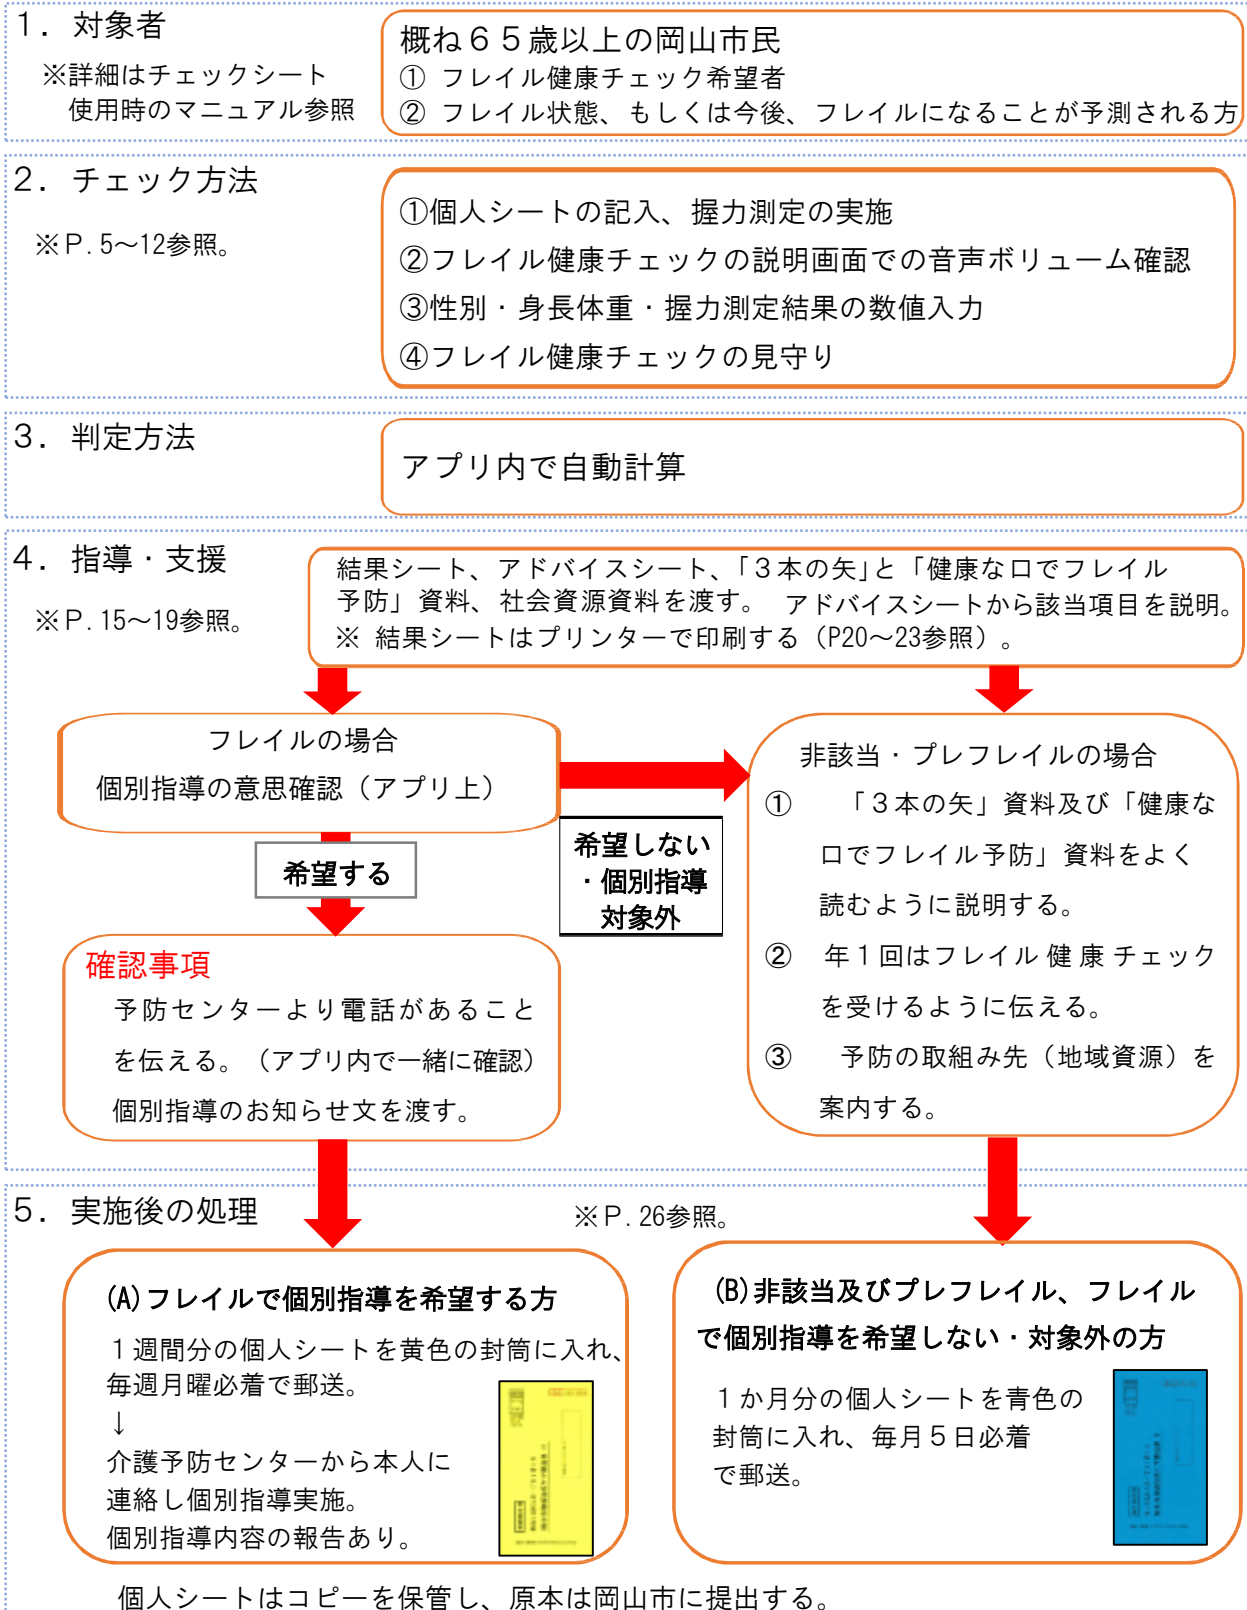 １．対象者
※詳細はチェックシート
使用時のマニュアル参照
概ね６５歳以上の岡山市民
① フレイル健康チェック希望者
② フレイル状態、もしくは今後、フレイルになることが予測される方
２．チェック方法
※Ｐ.5～12参照。
①個人シートの記入、握力測定の実施
②フレイル健康チェックの説明画面での音声ボリューム確認
③性別・身長体重・握力測定結果の数値入力
④フレイル健康チェックの見守り
３．判定方法
アプリ内で自動計算
４．指導・支援
※Ｐ.15～19参照。
結果シート、アドバイスシート、「３本の矢」と「健康な口でフレイル
予防」資料、社会資源資料を渡す。 アドバイスシートから該当項目を説明。
※ 結果シートはプリンターで印刷する（P20～23参照）。
フレイルの場合
個別指導の意思確認（アプリ上）
希望する
希望しない
・個別指導
対象外
確認事項
予防センターより電話があること
を伝える。（アプリ内で一緒に確認）
個別指導のお知らせ文を渡す。
非該当・プレフレイルの場合
① 「３本の矢」資料及び「健康な
口でフレイル予防」資料をよく
読むように説明する。
② 年１回はフレイル健康チェック
を受けるように伝える。
③ 予防の取組み先（地域資源）を
案内する。
５．実施後の処理
※Ｐ.26参照。
(A)フレイルで個別指導を希望する方
１週間分の個人シートを黄色の封筒に入れ、
毎週月曜必着で郵送。
↓
介護予防センターから本人に
連絡し個別指導実施。
個別指導内容の報告あり。
(B)非該当及びプレフレイル、フレイル
で個別指導を希望しない・対象外の方
１か月分の個人シートを青色の
封筒に入れ、毎月５日必着
で郵送。
個人シートはコピーを保管し、原本は岡山市に提出する。